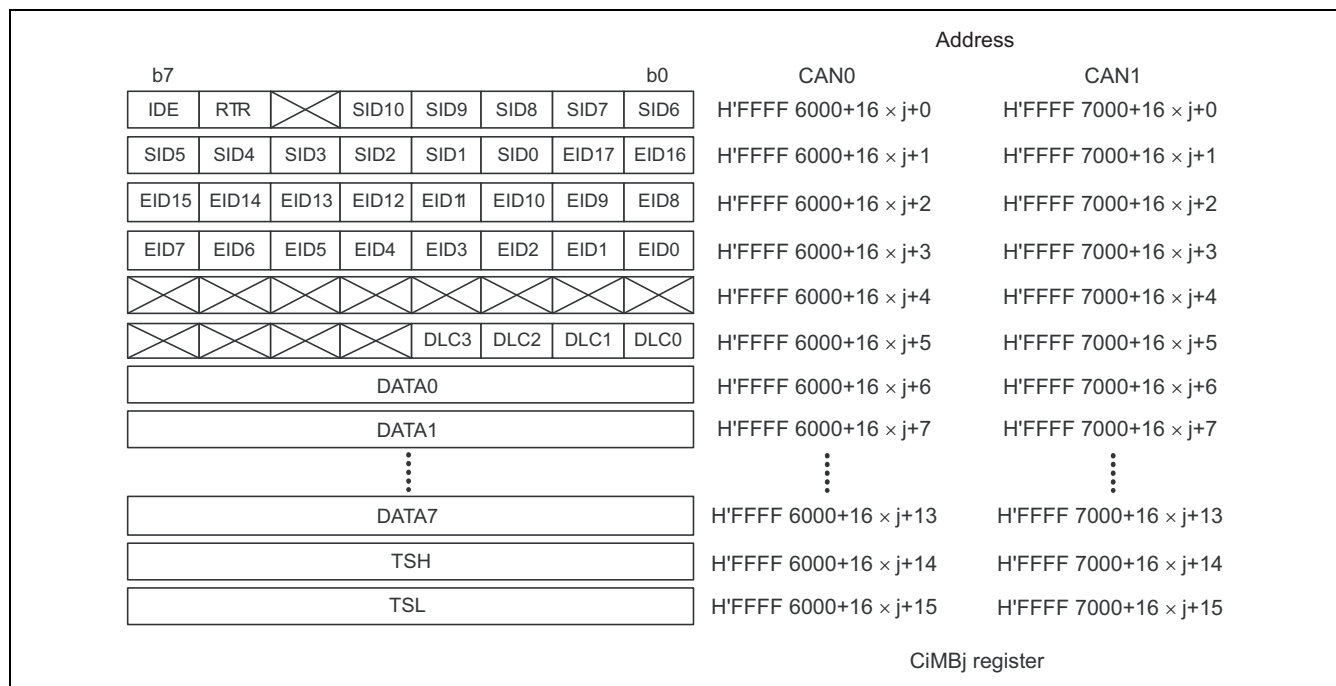 Address
b7 b0 CAN0 CAN1
IDE RTR SID10 SID9 SID8 SID7 SID6 H'FFFF 6000+16 × j+0 H'FFFF 7000+16 × j+0
SID5 SID4 SID3 SID2 SID1 SID0 EID17 EID16 H'FFFF 6000+16 × j+1 H'FFFF 7000+16 × j+1
EID15 EID14 EID13 EID12 EID11 EID10 EID9 EID8 H'FFFF 6000+16 × j+2 H'FFFF 7000+16 × j+2
EID7 EID6 EID5 EID4 EID3 EID2 EID1 EID0 H'FFFF 6000+16 × j+3 H'FFFF 7000+16 × j+3
H'FFFF 6000+16 × j+4 H'FFFF 7000+16 × j+4
DLC3 DLC2 DLC1 DLC0 H'FFFF 6000+16 × j+5 H'FFFF 7000+16 × j+5
DATA0 H'FFFF 6000+16 × j+6 H'FFFF 7000+16 × j+6
DATA1 H'FFFF 6000+16 × j+7 H'FFFF 7000+16 × j+7
DATA7 H'FFFF 6000+16 × j+13 H'FFFF 7000+16 × j+13
TSH H'FFFF 6000+16 × j+14 H'FFFF 7000+16 × j+14
TSL H'FFFF 6000+16 × j+15 H'FFFF 7000+16 × j+15
CiMBj register